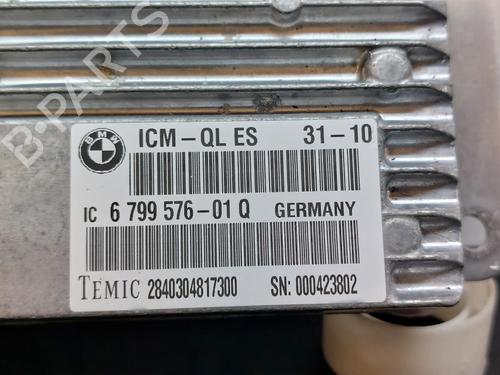 B-PARTS
BMW
ICM-QL ES 31-10
IC 6 799 576-01 Q GERMANY
TEMIC 2840304817300 SN: 000423802